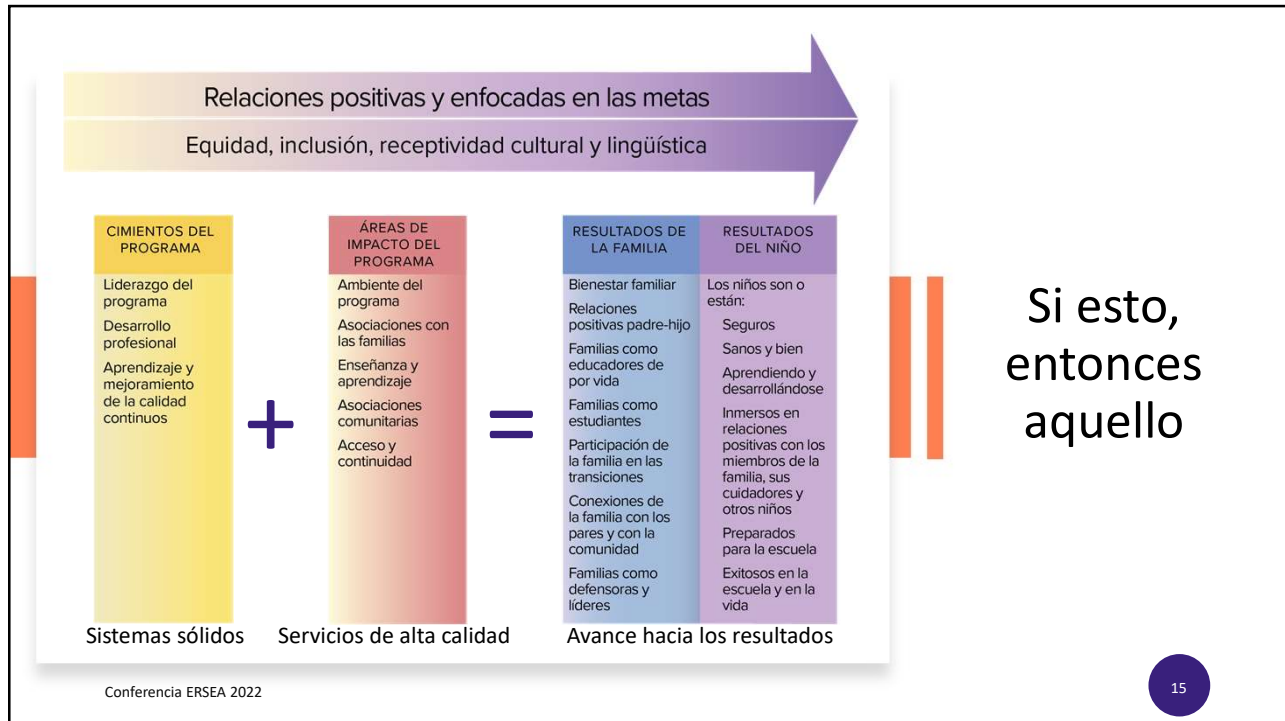 Relaciones positivas y enfocadas en las metas
Equidad, inclusión, receptividad cultural y lingüística
CIMIENTOS DEL
PROGRAMA
Liderazgo del
programa
Desarrollo
profesional
Aprendizaje y
mejoramiento
de la calidad
continuos
+
ÁREAS DE
IMPACTO DEL
PROGRAMA
Ambiente del
programa
Asociaciones con
las familias
Enseñanza y
aprendizaje
Asociaciones
comunitarias
Acceso y
continuidad
=
RESULTADOS DE
LA FAMILIA
Bienestar familiar
Relaciones
positivas padre-hijo
Familias como
educadores de
por vida
Familias como
estudiantes
Participación de
la familia en las
transiciones
Conexiones de
la familia con los
pares y con la
comunidad
Familias como
defensoras y
líderes
RESULTADOS
DEL NIÑO
Los niños son o
están:
Seguros
Sanos y bien
Aprendiendo y
desarrollándose
Inmersos en
relaciones
positivas con los
miembros de la
familia, sus
cuidadores y
otros niños
Preparados
para la escuela
Exitosos en la
escuela y en la
vida
Sistemas sólidos
Servicios de alta calidad
Avance hacia los resultados
Si esto,
entonces
aquello
Conferencia ERSEA 2022
15